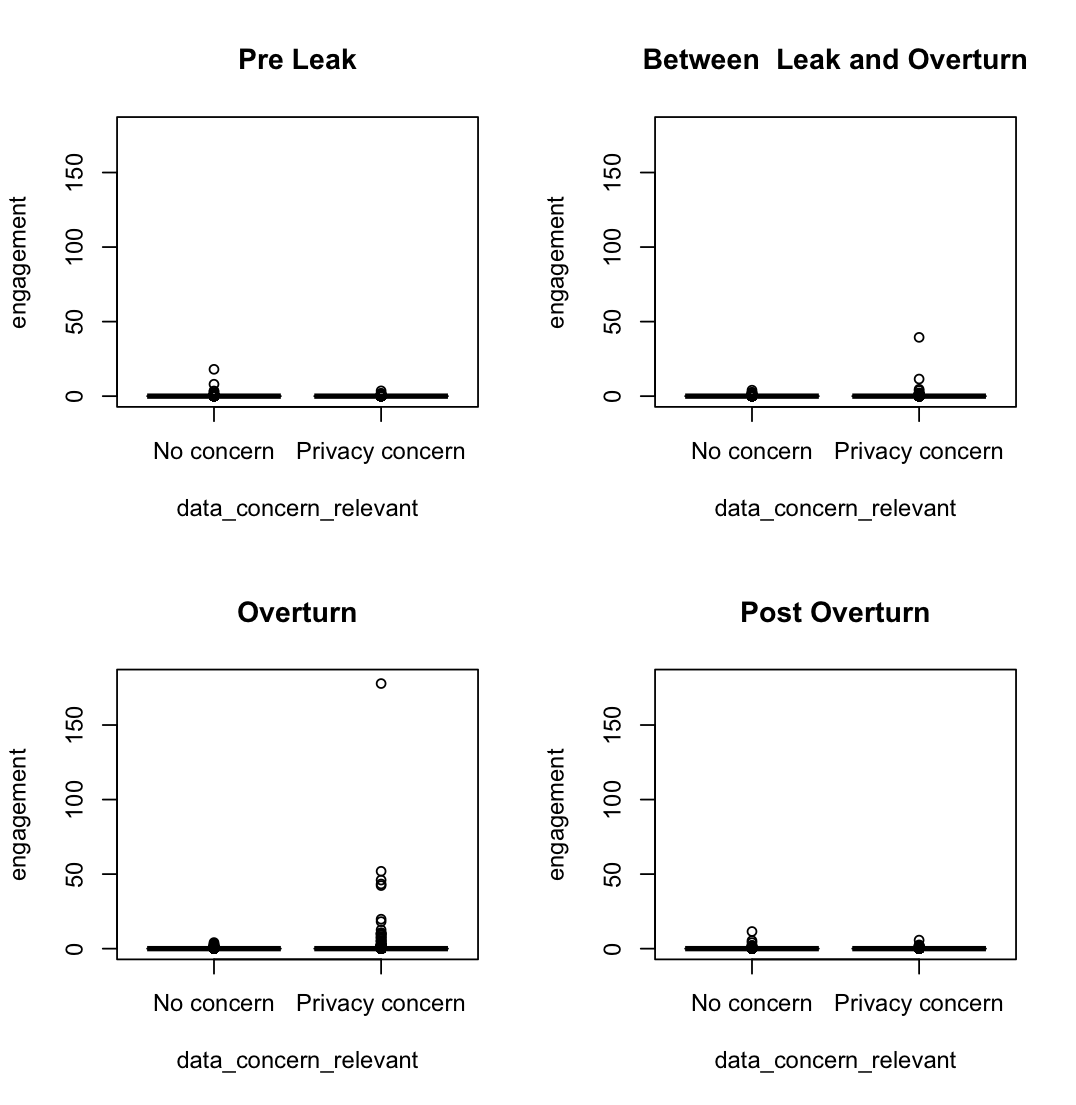 Pre Leak
engagement
150
100
50
0
No concern Privacy concern
data_concern_relevant
Between  Leak and Overturn
engagement
150
100
50
0
No concern Privacy concern
data_concern_relevant
Overturn
engagement
150
100
50
0
No concern Privacy concern
data_concern_relevant
Post Overturn
engagement
150
100
50
0
No concern Privacy concern
data_concern_relevant